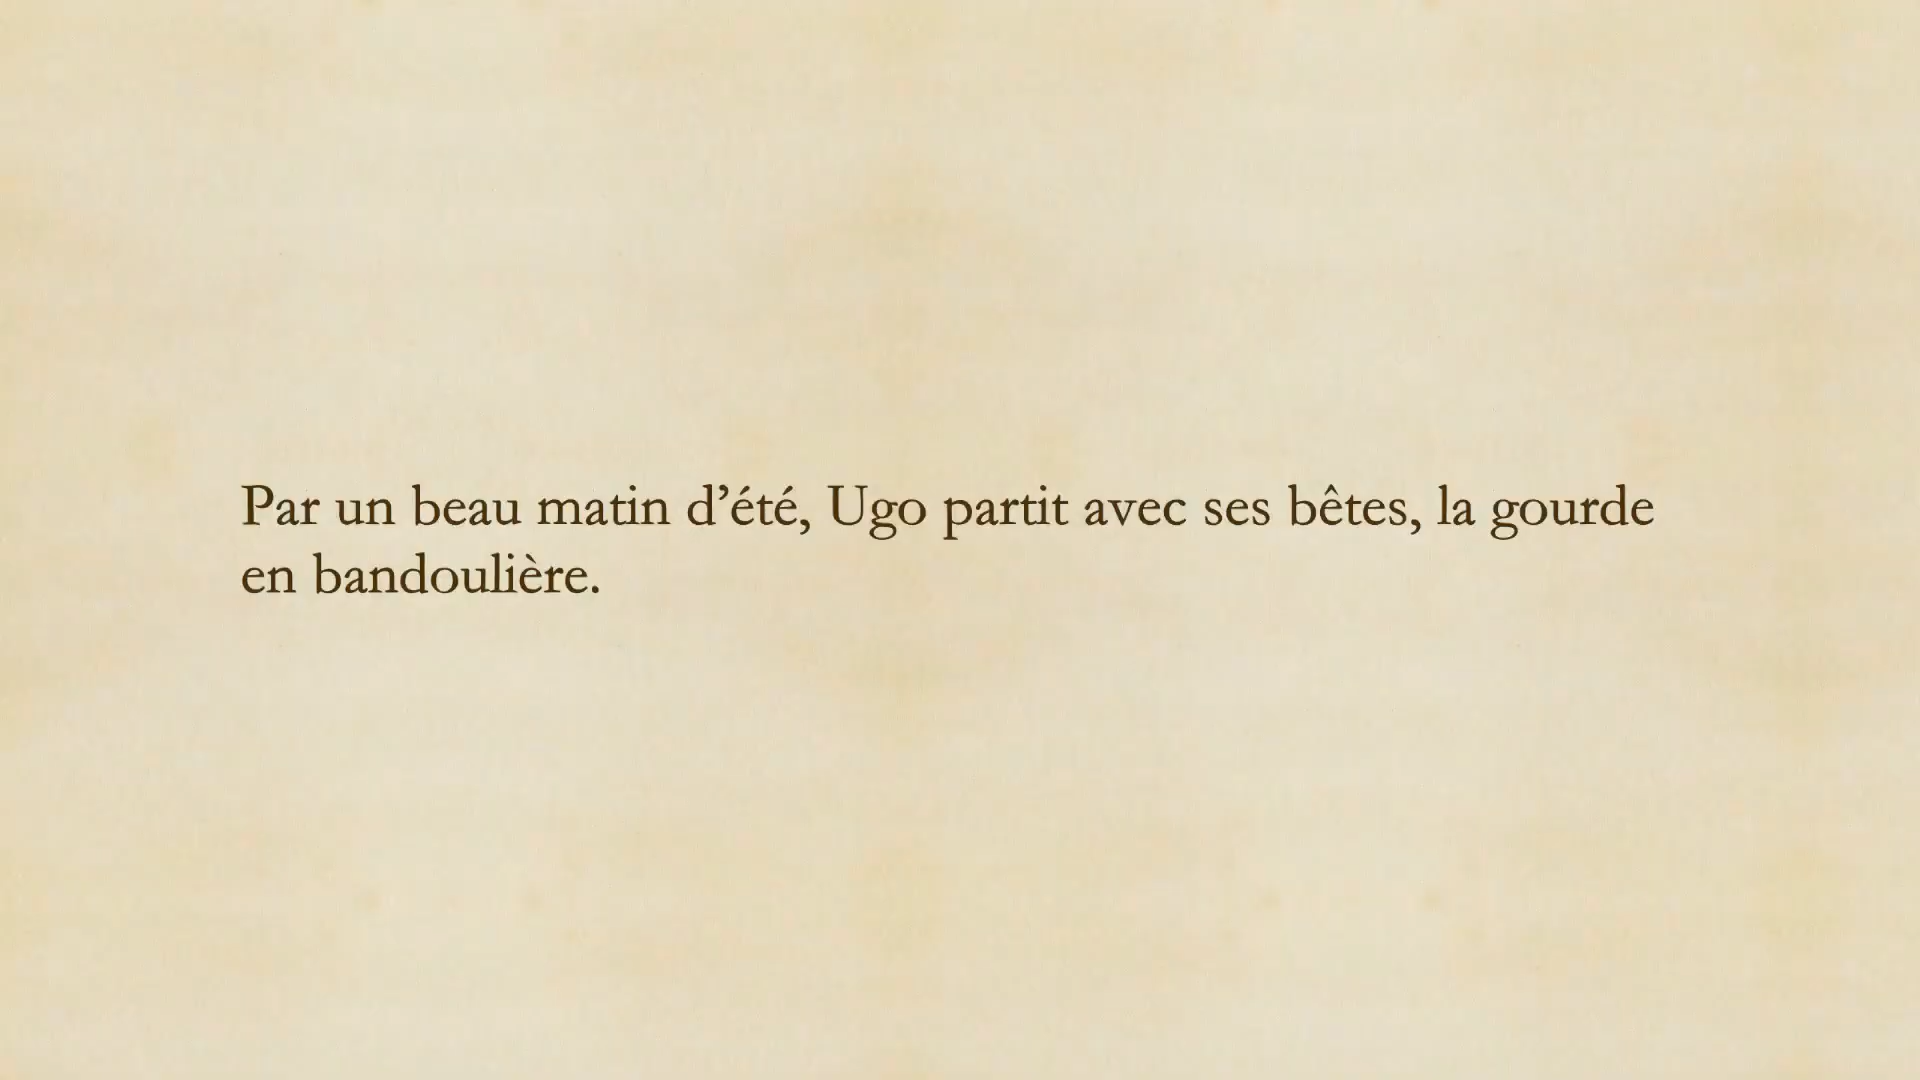 Par un beau matin d’été, Ugo partit avec ses bêtes, la gourde
en bandoulière.